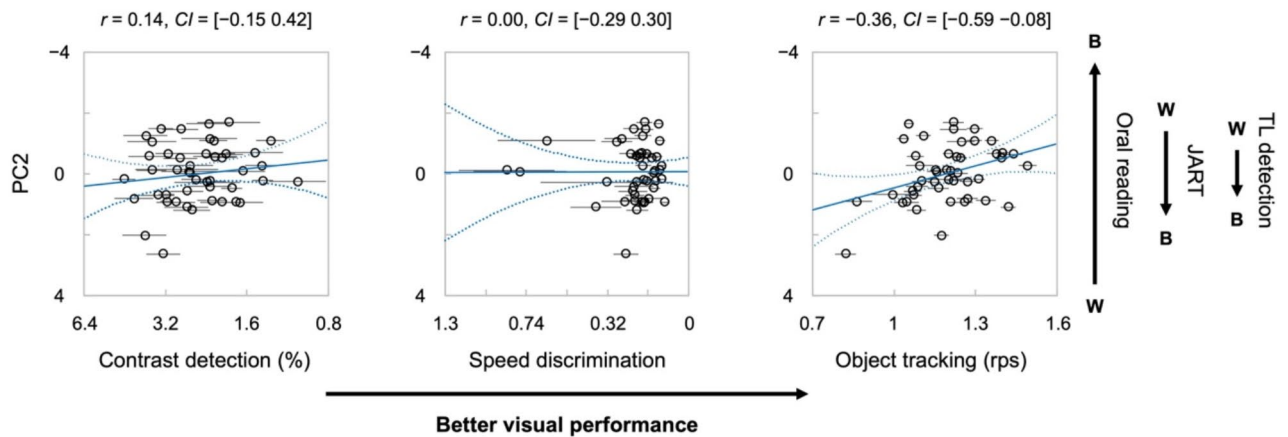 r = 0.14, CI = [−0.15 0.42]
r = 0.00, CI = [−0.29 0.30]
r = −0.36, CI = [−0.59 −0.08]
−4
−4
−4
PC2
0
0
0
4
4
4
6.4 3.2 1.6 0.8
1.3 0.74 0.32 0
0.7 1 1.3 1.6
Contrast detection (%)
Speed discrimination
Object tracking (rps)
Better visual performance
B
Oral reading
W
W
JART
B
W
TL detection
B